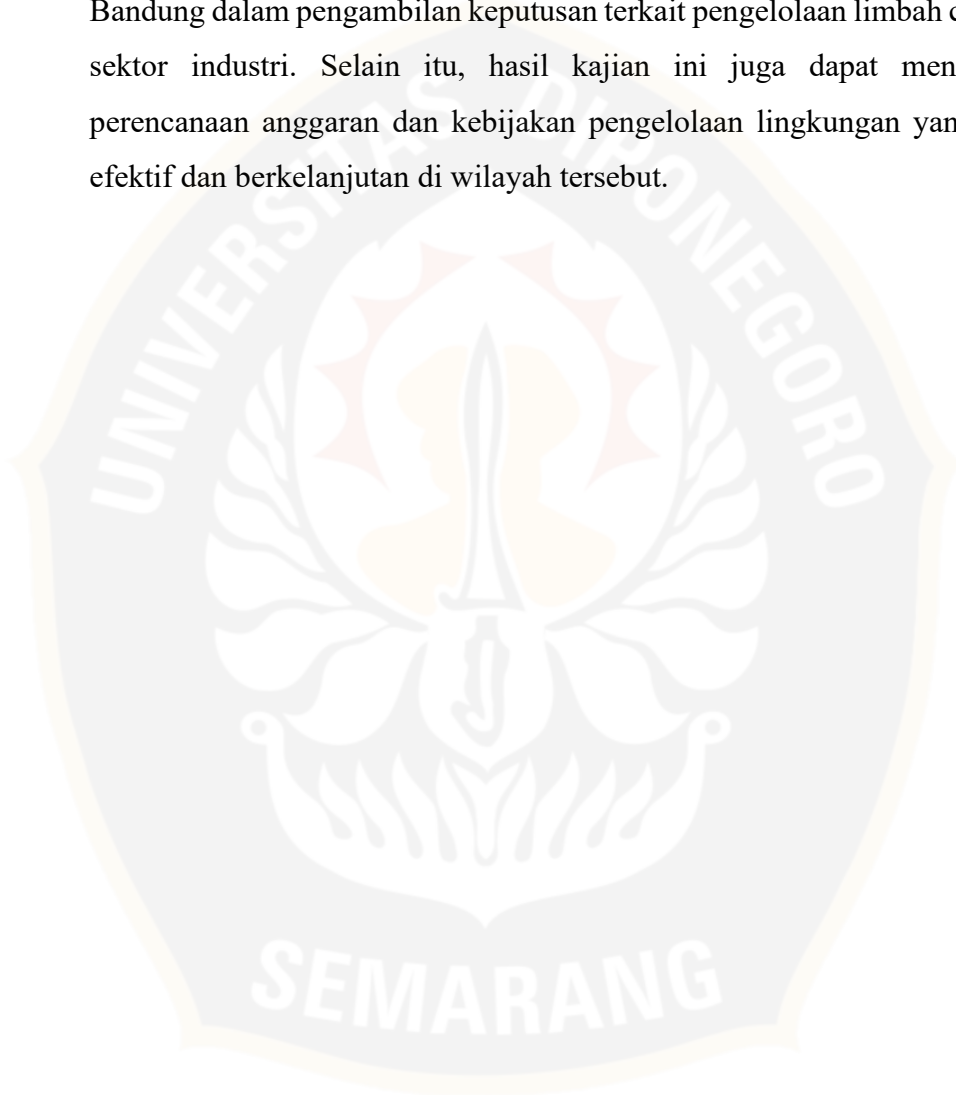 Bandung dalam pengambilan keputusan terkait pengelolaan limbah
sektor industri. Selain itu, hasil kajian ini juga dapat
perencanaan anggaran dan kebijakan pengelolaan lingkungan
efektif dan berkelanjutan di wilayah tersebut.
UNIVERSITAS DIPONEGORO
SEMARANG